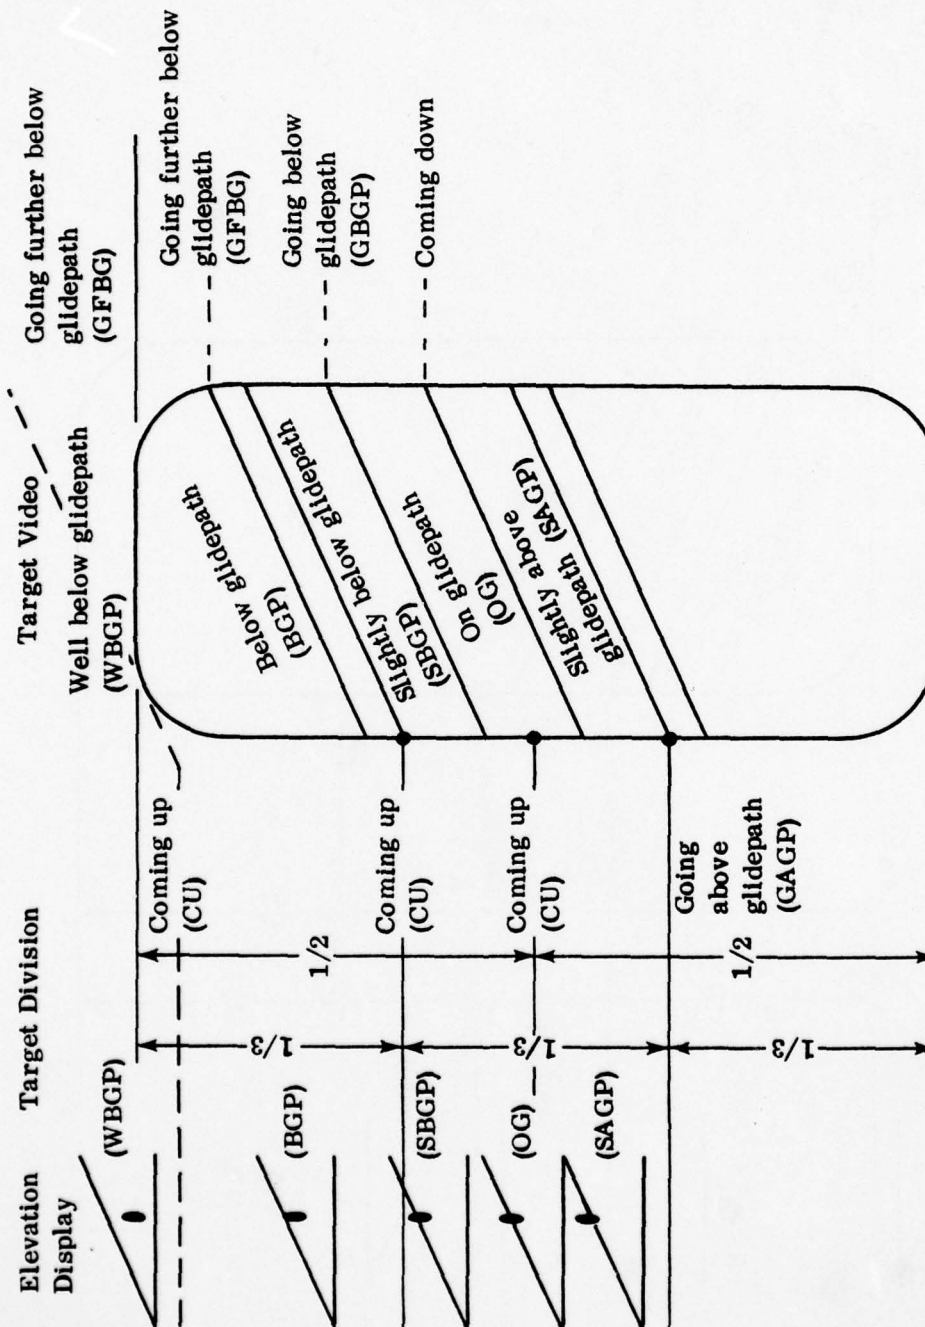 Elevation
Display
Target Division
Target Video
Going further below
glidepath
(GFBG)
Well below glidepath
(WBGP)
(WBGP)
Coming up
(CU)
Going further below
glidepath
(GFBG)
Below glidepath
(BGP)
(BGP)
Going below
glidepath
(GBGP)
1/3
1/2
Slightly below glidepath
(SBGP)
(SBGP)
Coming up
(CU)
Coming down
On glidepath
(OG)
(OG)
Coming up
(CU)
1/3
Slightly above
glidepath (SAGP)
(SAGP)
Going
above
glidepath
(GAGP)
1/2
1/3